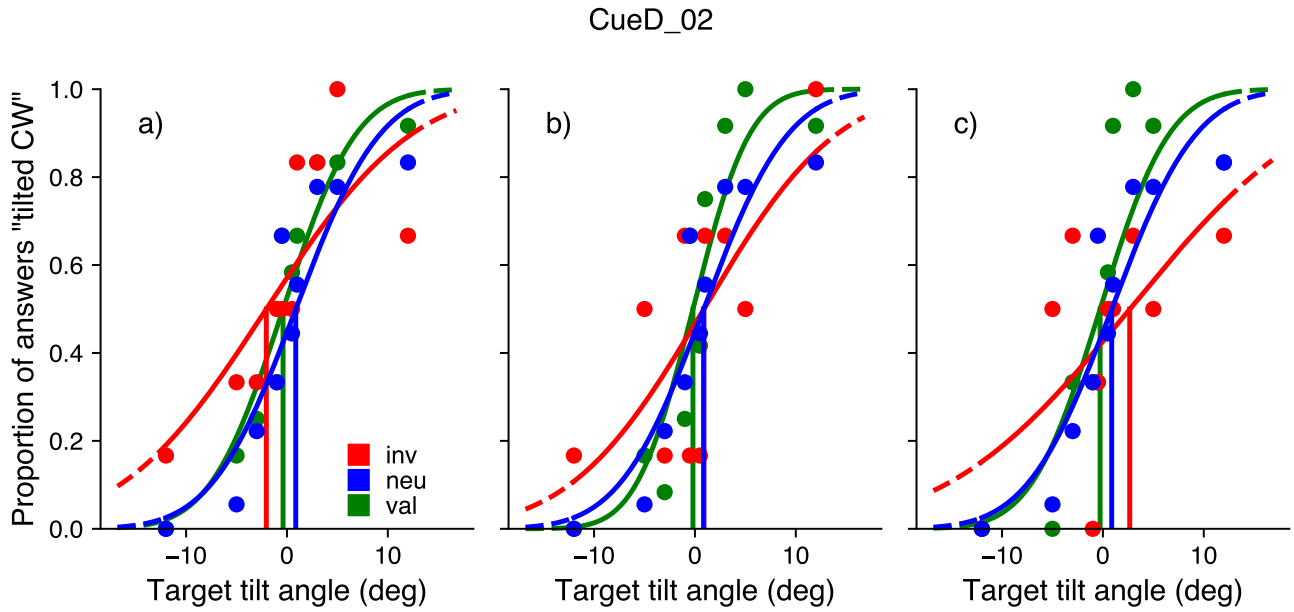 CueD_02
Proportion of answers "tilted CW"
1.0
0.8
0.6
0.4
0.2
0.0
a)
inv
neu
val
−10
0
10
Target tilt angle (deg)
b)
−10
0
10
Target tilt angle (deg)
c)
−10
0
10
Target tilt angle (deg)